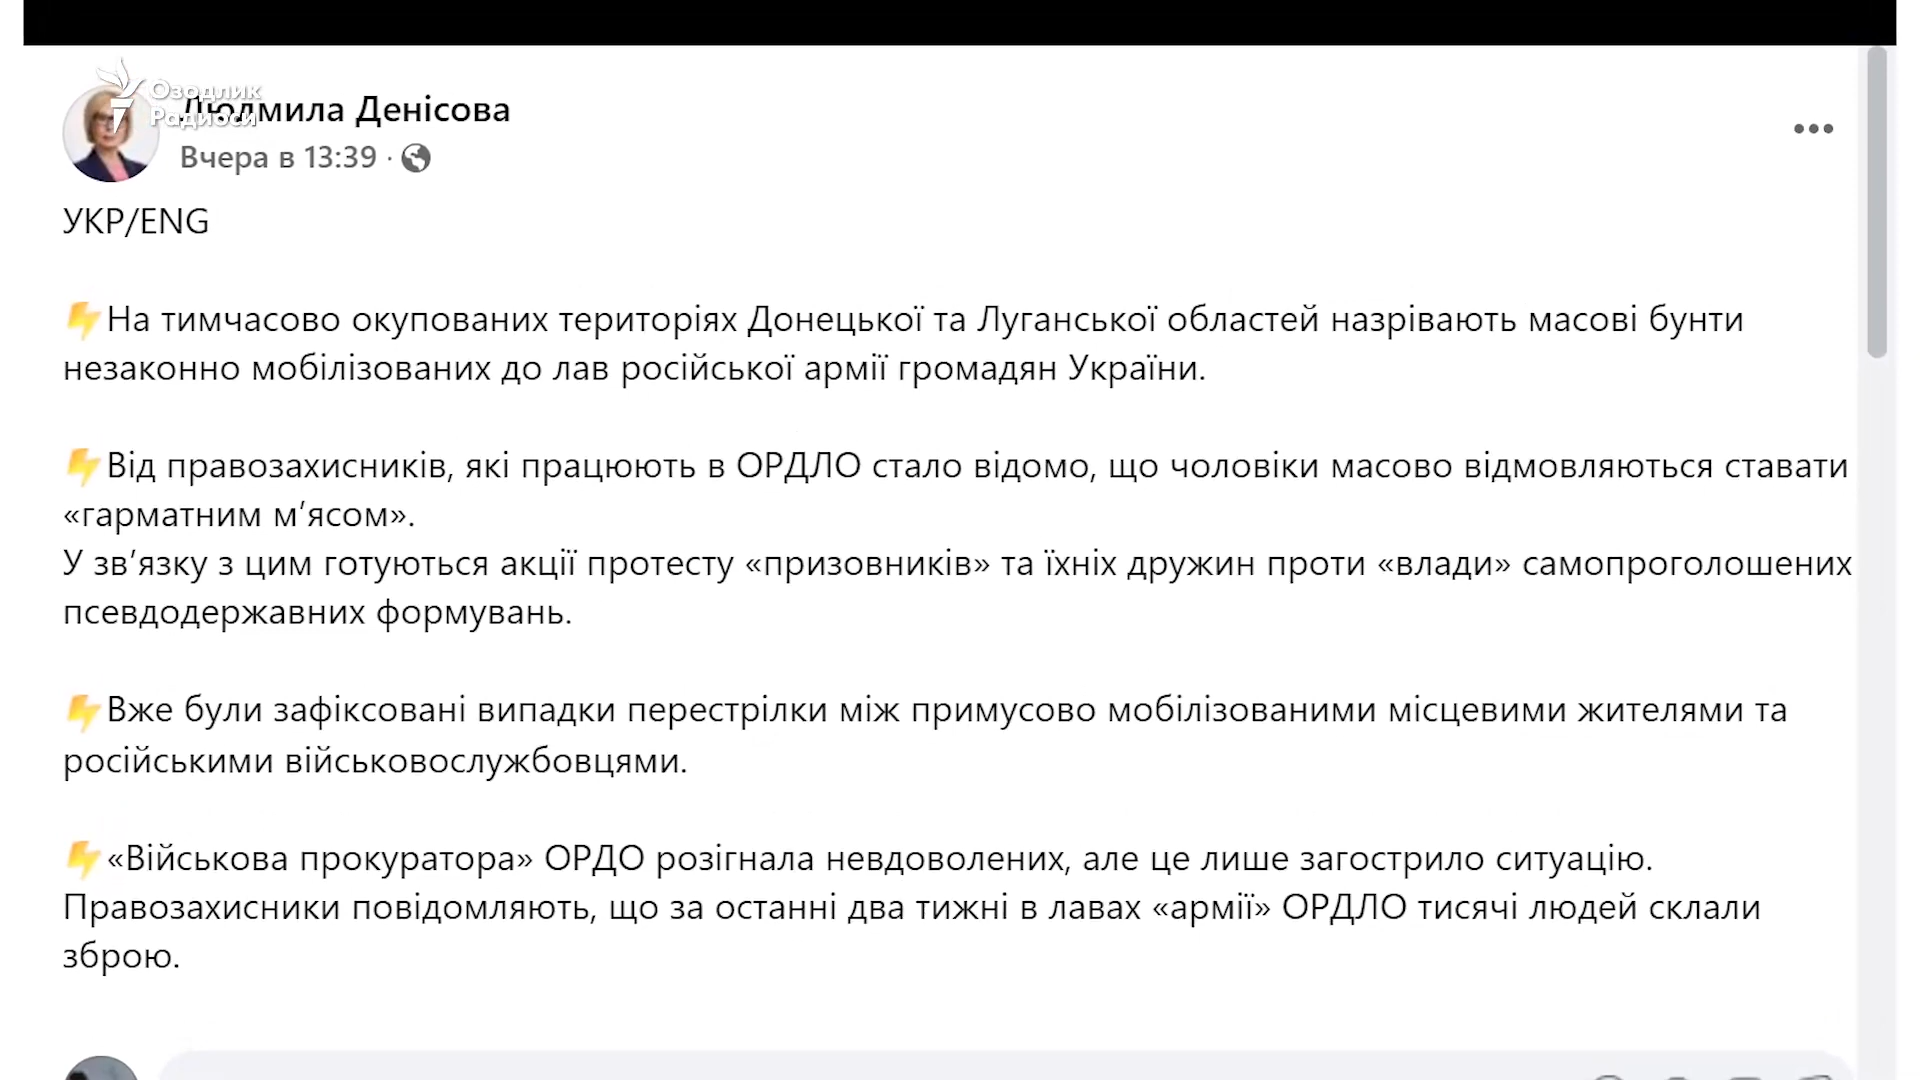 Озодлик
Радиоси
Людмила Денісова
Вчера в 13:39 ·
УКР/ENG
⚡На тимчасово окупованих територіях Донецької та Луганської областей назрівають масові бунти
незаконно мобілізованих до лав російської армії громадян України.
⚡Від правозахисників, які працюють в ОРДЛО стало відомо, що чоловіки масово відмовляються ставати
«гарматним м’ясом».
У зв’язку з цим готуються акції протесту «призовників» та їхніх дружин проти «влади» самопроголошених
псевдодержавних формувань.
⚡Вже були зафіксовані випадки перестрілки між примусово мобілізованими місцевими жителями та
російськими військовослужбовцями.
⚡«Військова прокуратора» ОРДО розігнала невдоволених, але це лише загострило ситуацію.
Правозахисники повідомляють, що за останні два тижні в лавах «армії» ОРДЛО тисячі людей склали
зброю.